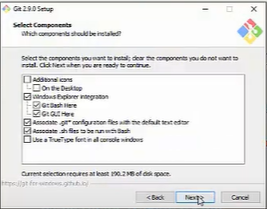 Git 2.9.0 Setup
Select Components
Which components should be installed?
Select the components you want to install; clear the components you do not want to
install. Click Next when you are ready to continue.
Additional icons
On the Desktop
Windows Explorer integration
Git Bash Here
Git GUI Here
Associate .git* configuration files with the default text editor
Associate .sh files to be run with Bash
Use a TrueType font in all console windows
Current selection requires at least 190.2 MB of disk space.
https://git-for-windows.github.io/
< Back
Next >
Cancel